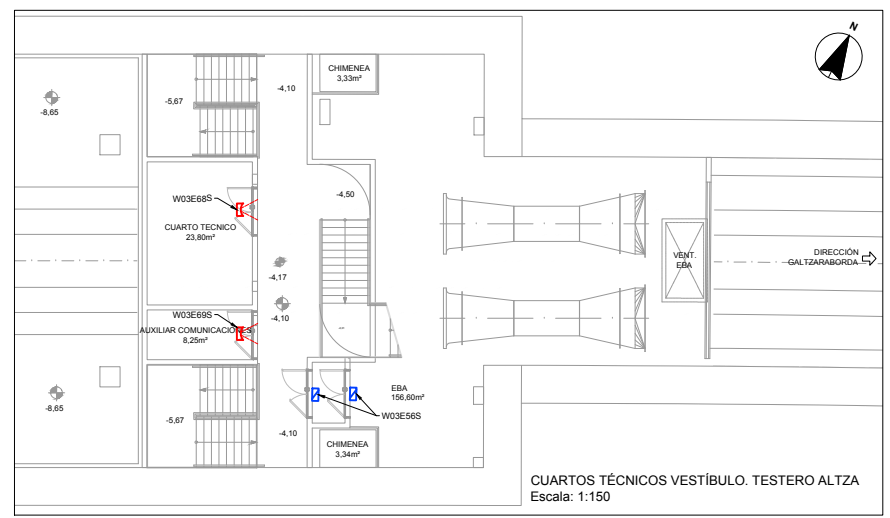 N
CHIMENEA
3,33m²
-4,10
-5,67
-8,65
W03E68S
-4,50
CUARTO TECNICO
23,80m²
VENT.
EBA
DIRECCIÓN
GALTZARABORDA
-4,17
W03E69S
-4,10
AUXILIAR COMUNICACIONES
8,25m²
EBA
156,60m²
-8,65
W03E56S
-5,67
-4,10
CHIMENEA
3,34m²
CUARTOS TÉCNICOS VESTÍBULO. TESTERO ALTZA
Escala: 1:150